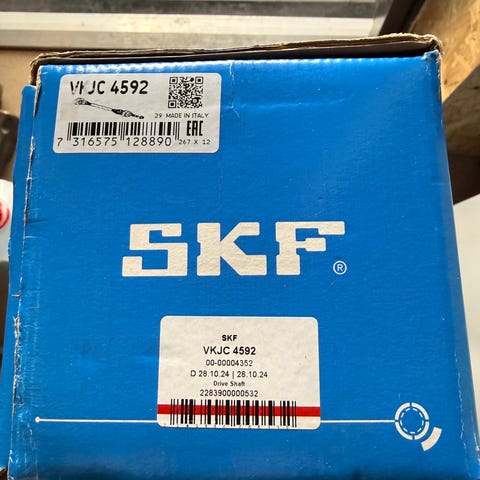 VKJC 4592
29 MADE IN ITALY
EAC
7 316575 128890 267 X 12
SKF®
SKF
VKJC 4592
00-00004352
D 28.10.24 | 28.10.24
Drive Shaft
2283900000532